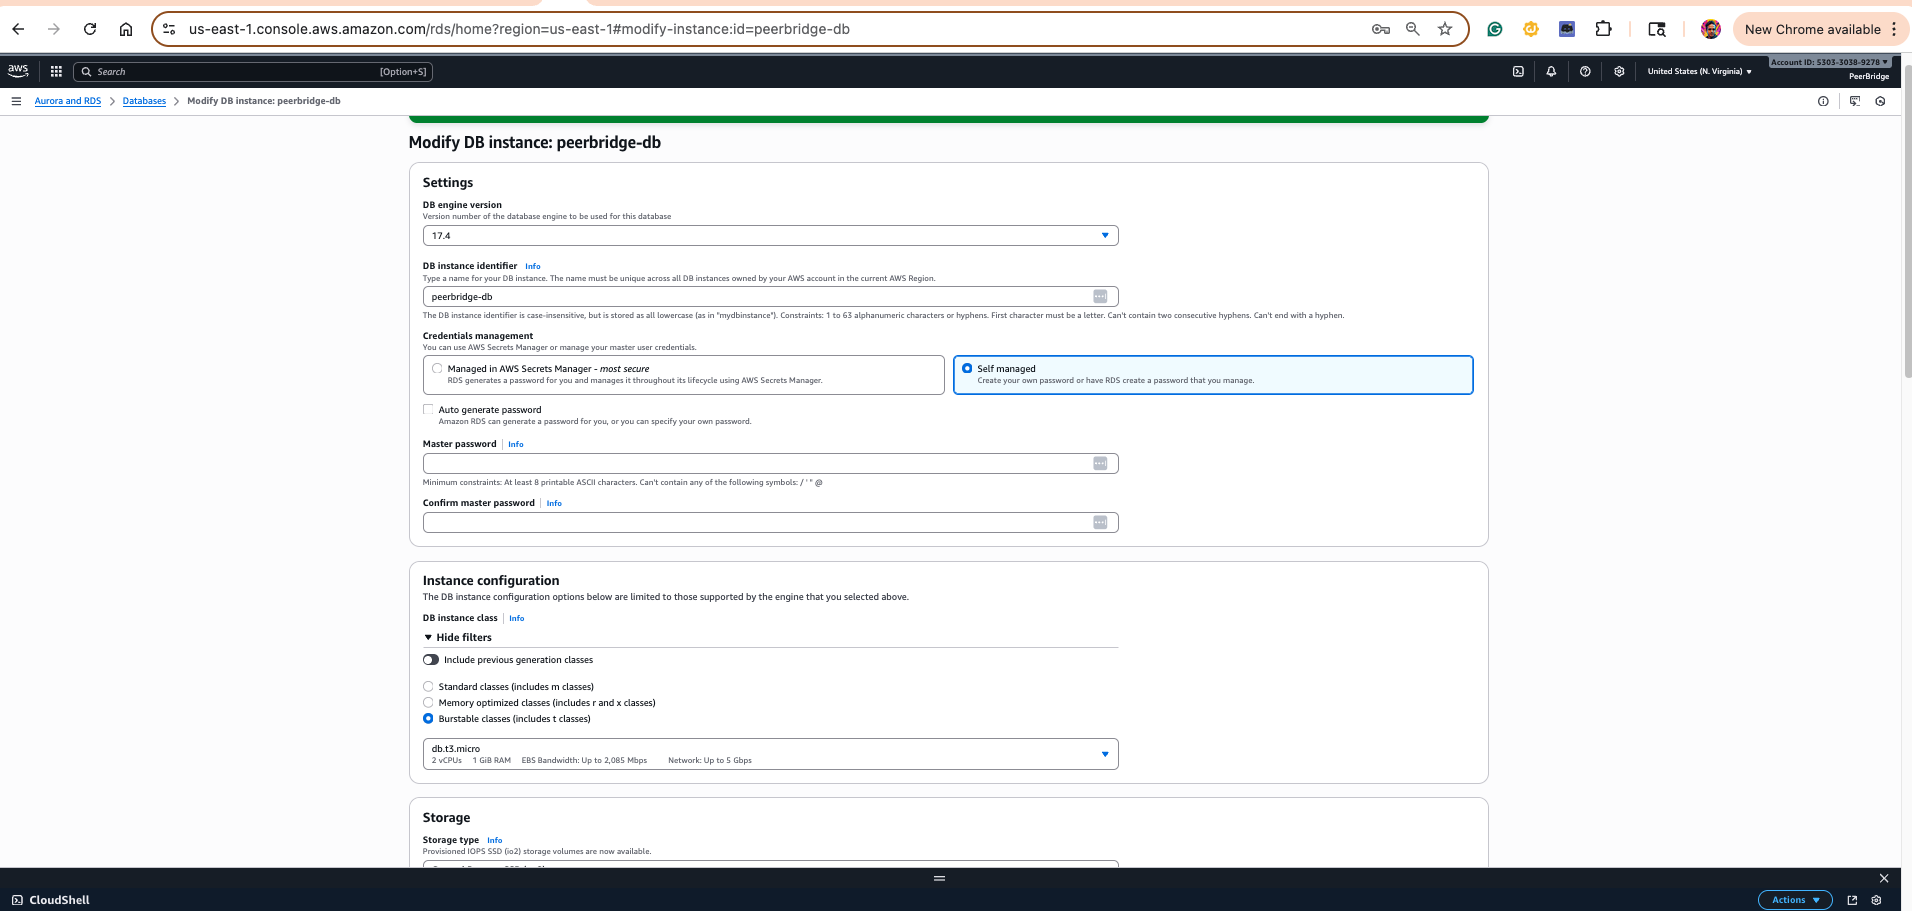 us-east-1.console.aws.amazon.com/rds/home?region=us-east-1#modify-instance:id=peerbridge-db
New Chrome available
aws
Search
[Option+S]
United States (N. Virginia)
Account ID: 5303-3038-9278
PeerBridge
Aurora and RDS
Databases
Modify DB instance: peerbridge-db
Modify DB instance: peerbridge-db
Settings
DB engine version
Version number of the database engine to be used for this database
17.4
DB instance identifier Info
Type a name for your DB instance. The name must be unique across all DB instances owned by your AWS account in the current AWS Region.
peerbridge-db
The DB instance identifier is case-insensitive, but is stored as all lowercase (as in "mydbinstance"). Constraints: 1 to 63 alphanumeric characters or hyphens. First character must be a letter. Can't contain two consecutive hyphens. Can't end with a hyphen.
Credentials management
You can use AWS Secrets Manager or manage your master user credentials.
Managed in AWS Secrets Manager - most secure
RDS generates a password for you and manages it throughout its lifecycle using AWS Secrets Manager.
Self managed
Create your own password or have RDS create a password that you manage.
Auto generate password
Amazon RDS can generate a password for you, or you can specify your own password.
Master password Info
Minimum constraints: At least 8 printable ASCII characters. Can't contain any of the following symbols: / ' " @
Confirm master password Info
Instance configuration
The DB instance configuration options below are limited to those supported by the engine that you selected above.
DB instance class Info
Hide filters
Include previous generation classes
Standard classes (includes m classes)
Memory optimized classes (includes r and x classes)
Burstable classes (includes t classes)
db.t3.micro
2 vCPUs 1 GiB RAM EBS Bandwidth: Up to 2,085 Mbps Network: Up to 5 Gbps
Storage
Storage type Info
Provisioned IOPS SSD (io2) storage volumes are now available.
CloudShell
Actions